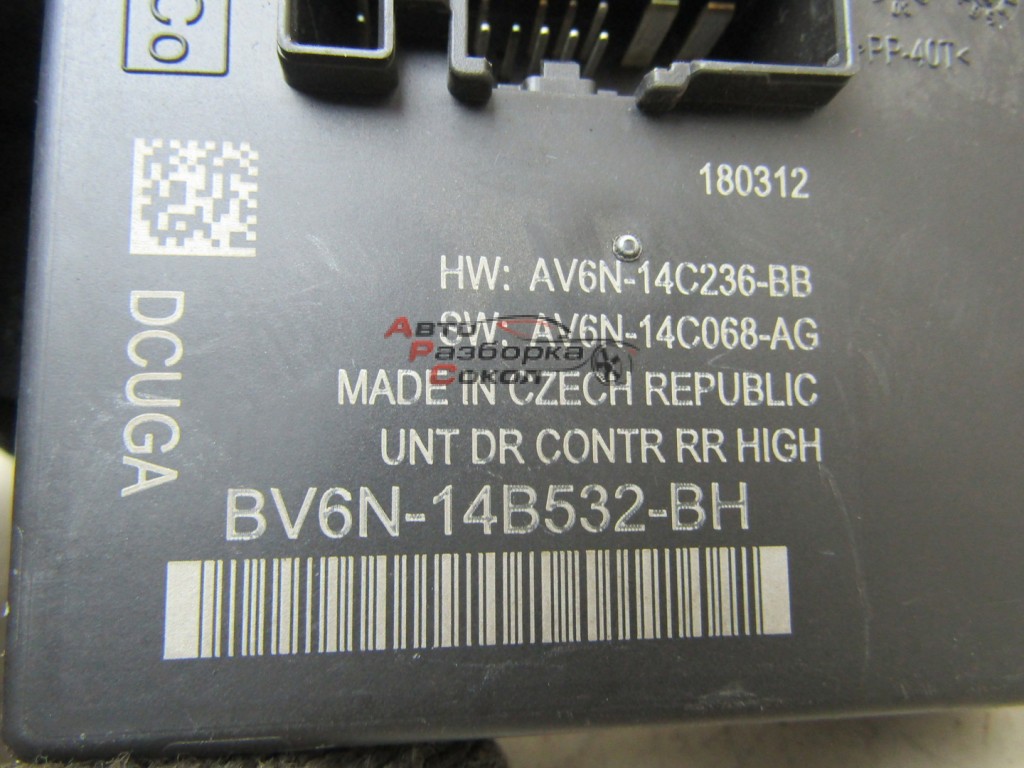 Co
>PP-40T<
180312
HW: AV6N-14C236-BB
SW: AV6N-14C068-AG
Авто
Разборка
Сокол
MADE IN CZECH REPUBLIC
UNT DR CONTR RR HIGH
BV6N-14B532-BH
DCUGA